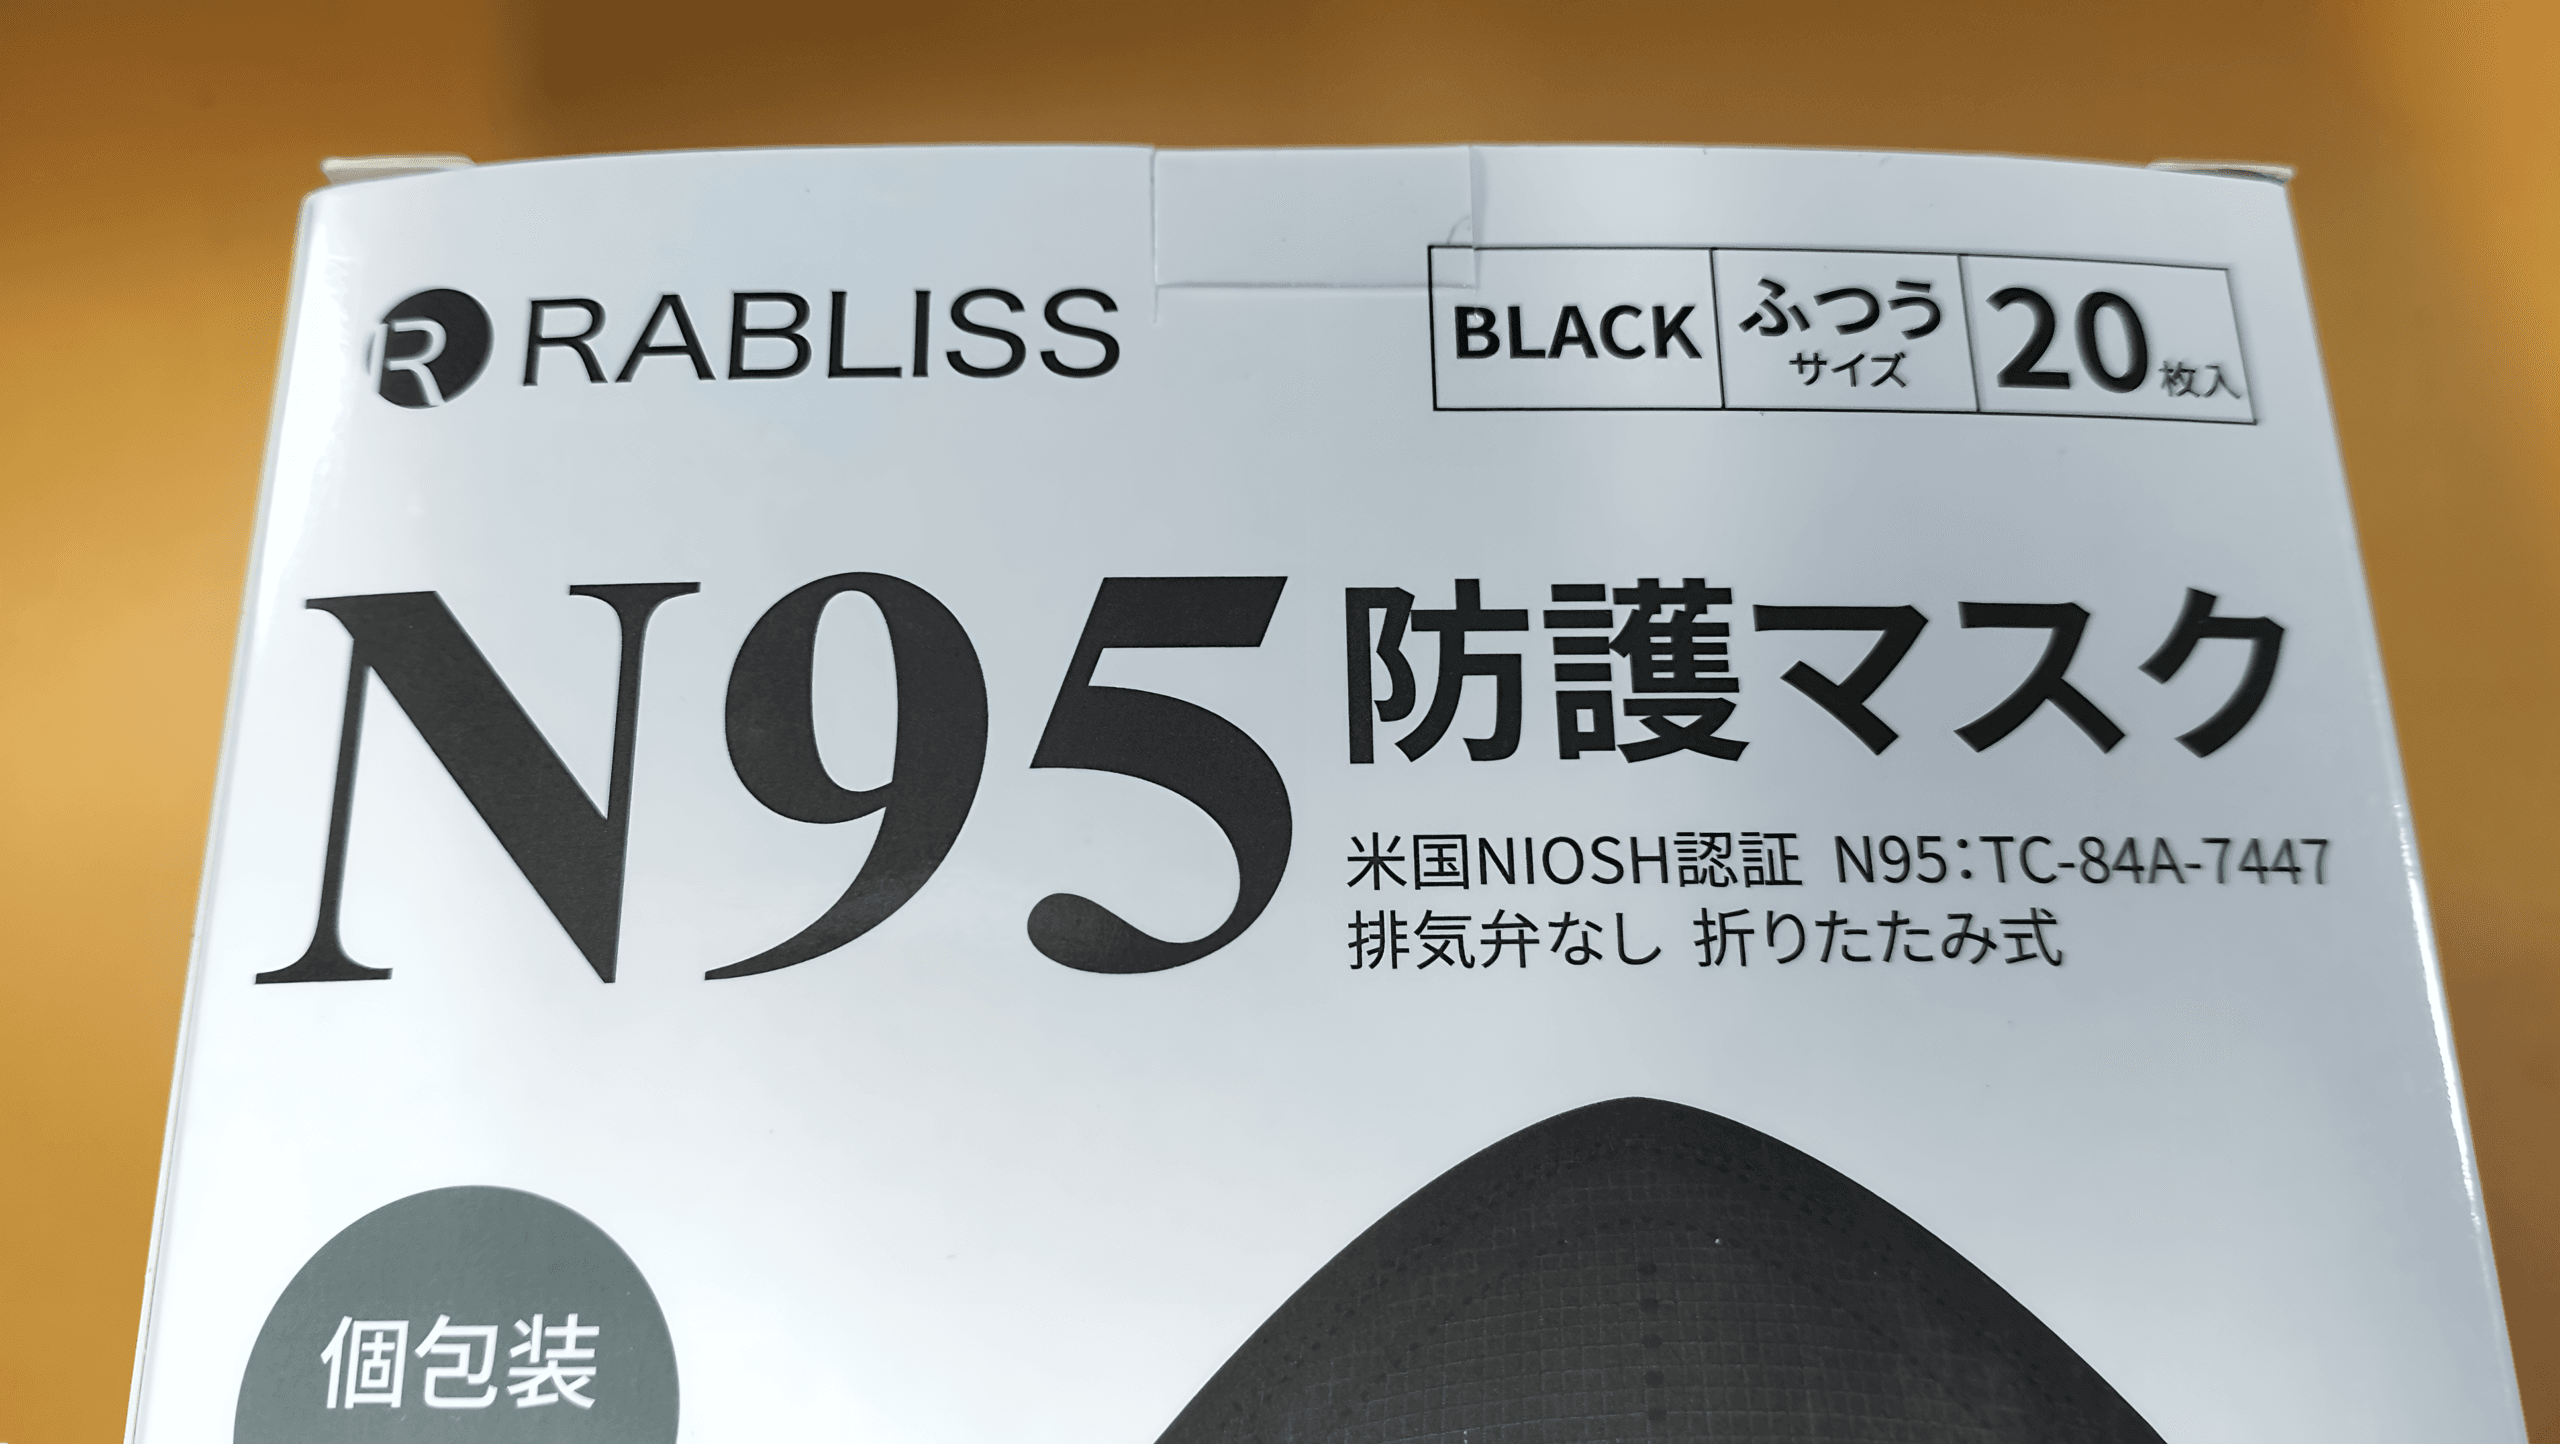 RABLISS
BLACK
ふつう
サイズ
20枚入
N95
防護マスク
米国NIOSH認証 N95:TC-84A-7447
排気弁なし 折りたたみ式
個包装